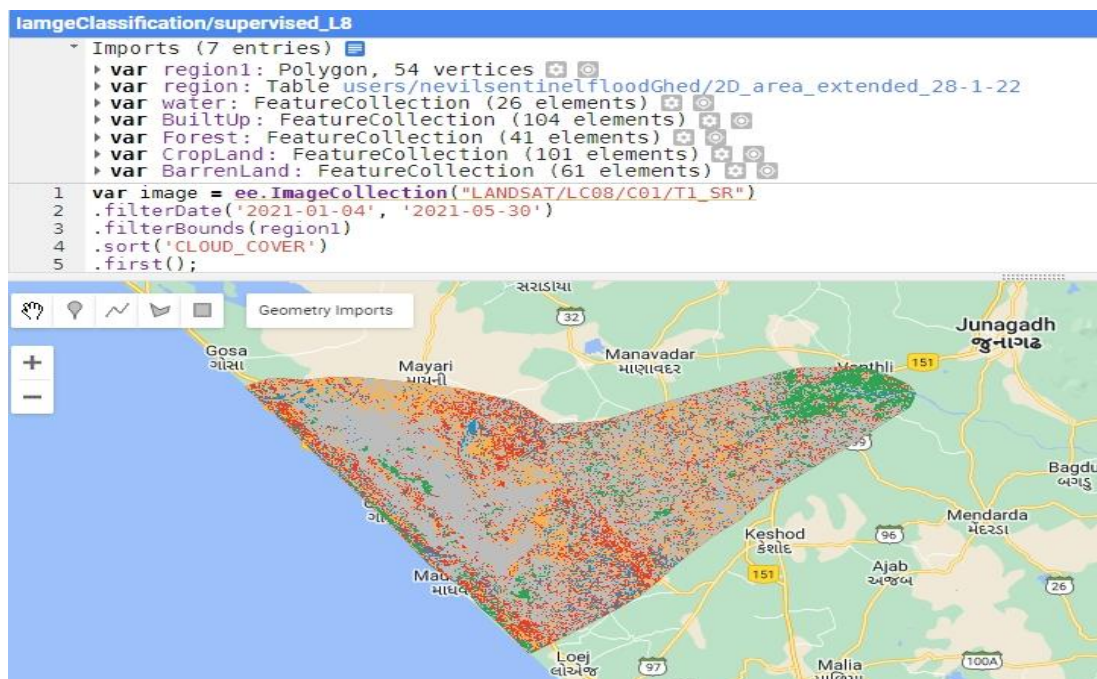 IamgeClassification/supervised_L8
Imports (7 entries)
var region1: Polygon, 54 vertices
var region: Table users/nevilsentinelfloodGhed/2D_area_extended_28-1-22
var water: FeatureCollection (26 elements)
var BuiltUp: FeatureCollection (104 elements)
var Forest: FeatureCollection (41 elements)
var CropLand: FeatureCollection (101 elements)
var BarrenLand: FeatureCollection (61 elements)
1 var image = ee.ImageCollection("LANDSAT/LC08/C01/T1_SR")
2 .filterDate('2021-01-04', '2021-05-30')
3 .filterBounds(region1)
4 .sort('CLOUD_COVER')
5 .first();
Geometry Imports
32
Junagadh
જુનાગઢ
Gosa
ગોસા
Mayari
Manavadar
માણાવદર
151
Bagdu
બગડુ
Mendarda
મેંદરડા
Keshod
કેશોદ
96
Ajab
અજાબ
151
26
Loej
લોએજ
97
Malia
100A